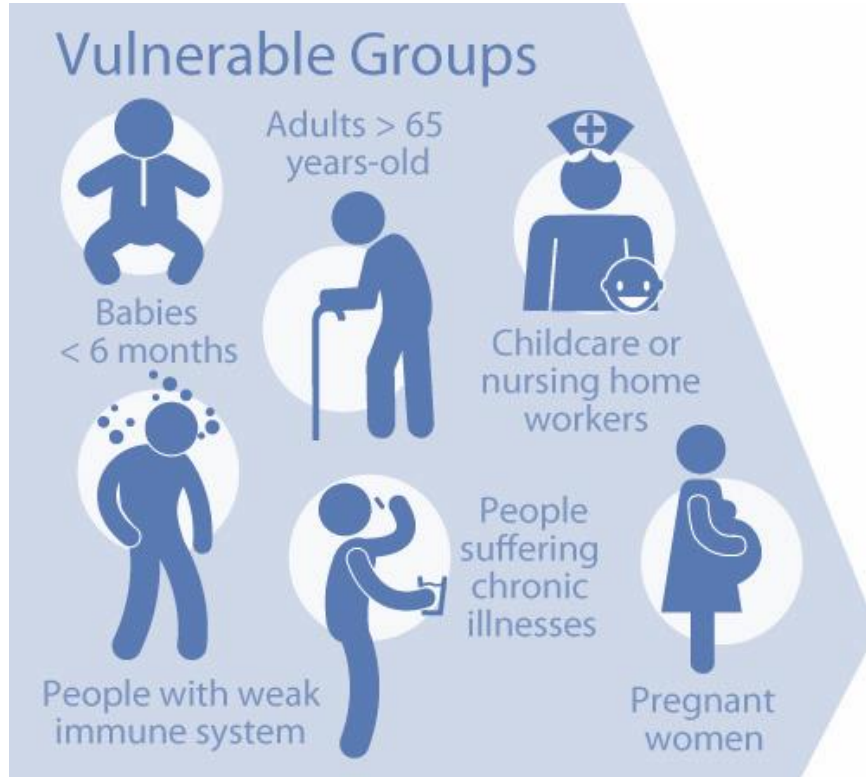 Vulnerable Groups
Adults > 65
years-old
Babies
< 6 months
Childcare or
nursing home
workers
People with weak
immune system
People
suffering
chronic
illnesses
Pregnant
women